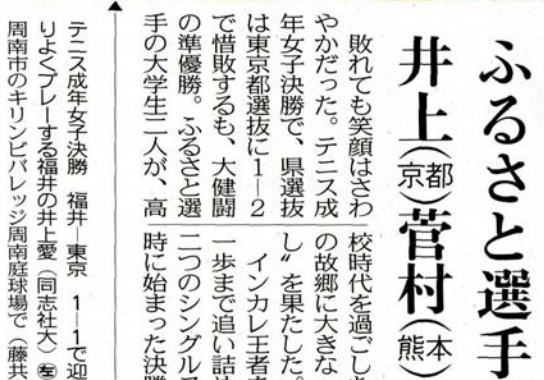 ふるさと選手
井上(京都)菅村(熊本
敗れても笑顔はさわ
やかだった。テニス成
年女子決勝で、県選抜
は東京都選抜に1―2
で惜敗するも、大健闘
の準優勝。ふるさと選
手の大学生二人が、高
校時代を過ごし
の故郷に大きな
し〟を果たした。
インカレ王者
一歩まで追い詰め
二つのシングルス
時に始まった決勝
テニス成年女子決勝 福井―東京 1―1で迎
りよくプレーする福井の井上愛(同志社大)㊧
周南市のキリンビバレッジ周南庭球場で(藤共